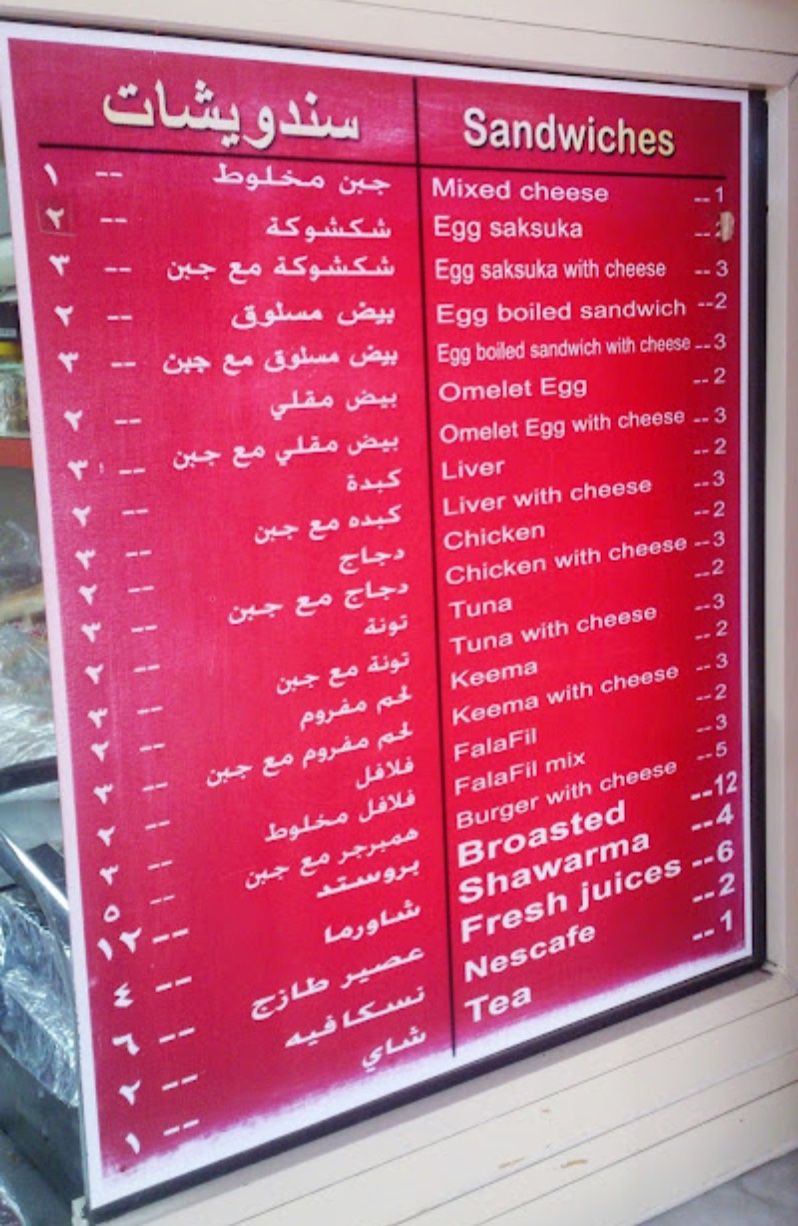 سندويشات
جبن مخلوط -- ١
شكشوكة -- ٢
شكشوكة مع جبن -- ٣
بيض مسلوق -- ٢
بيض مسلوق مع جبن -- ٣
بيض مقلي -- ٢
بيض مقلي مع جبن -- ٣
كبدة -- ٢
كبده مع جبن -- ٣
دجاج -- ٢
دجاج مع جبن -- ٣
تونة -- ٢
تونة مع جبن -- ٣
لحم مفروم -- ٢
لحم مفروم مع جبن -- ٣
فلافل -- ٢
فلافل مخلوط -- ٣
همبرجر مع جبن -- ٥
بروستد -- ١٢
شاورما -- ٤
عصير طازج -- ٦
نسكافيه -- ٢
شاي -- ١
Sandwiches
Mixed cheese -- 1
Egg saksuka --
Egg saksuka with cheese -- 3
Egg boiled sandwich -- 2
Egg boiled sandwich with cheese -- 3
Omelet Egg -- 2
Omelet Egg with cheese -- 3
Liver -- 2
Liver with cheese -- 3
Chicken -- 2
Chicken with cheese -- 3
Tuna -- 2
Tuna with cheese -- 3
Keema -- 2
Keema with cheese -- 3
FalaFil -- 2
FalaFil mix -- 3
Burger with cheese -- 5
Broasted -- 12
Shawarma -- 4
Fresh juices -- 6
Nescafe -- 2
Tea -- 1